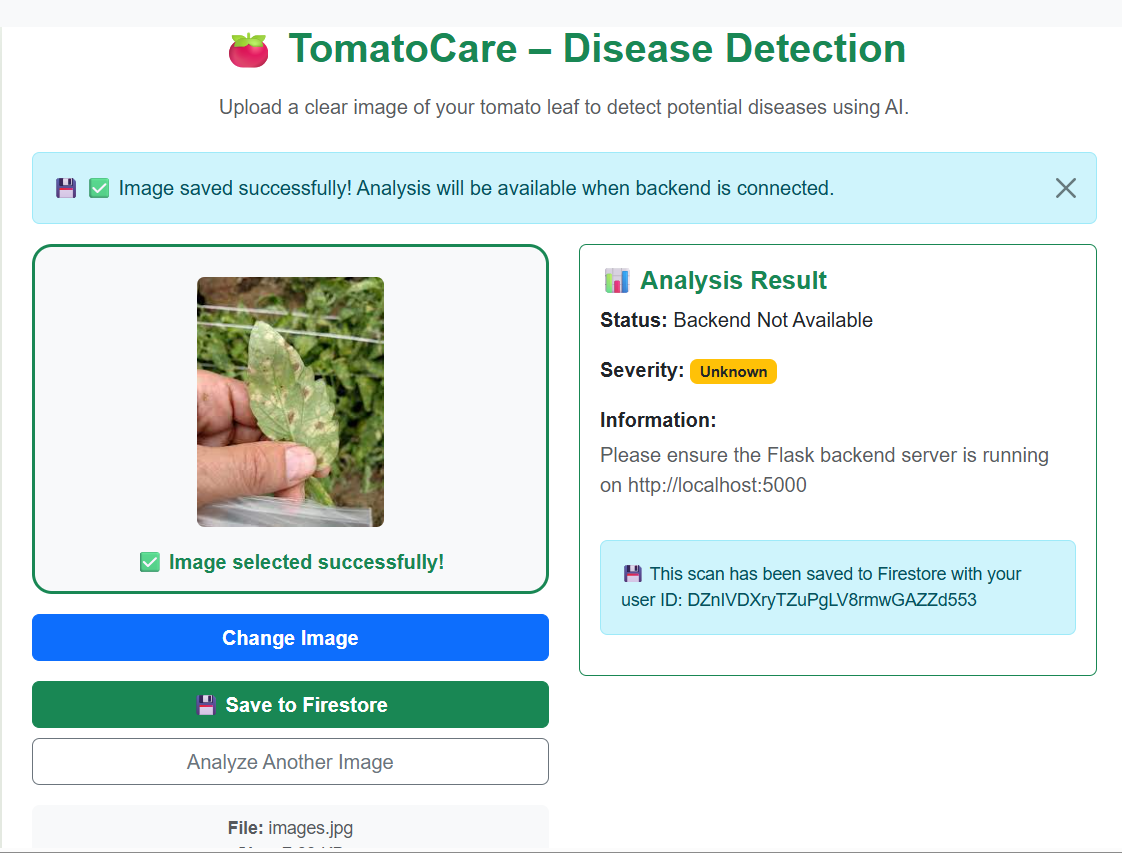 TomatoCare – Disease Detection
Upload a clear image of your tomato leaf to detect potential diseases using AI.
Image saved successfully! Analysis will be available when backend is connected.
Image selected successfully!
Change Image
Save to Firestore
Analyze Another Image
File: images.jpg
Analysis Result
Status: Backend Not Available
Severity: Unknown
Information:
Please ensure the Flask backend server is running
on http://localhost:5000
This scan has been saved to Firestore with your
user ID: DZnIVDXryTZuPgLV8rmwGAZZd553